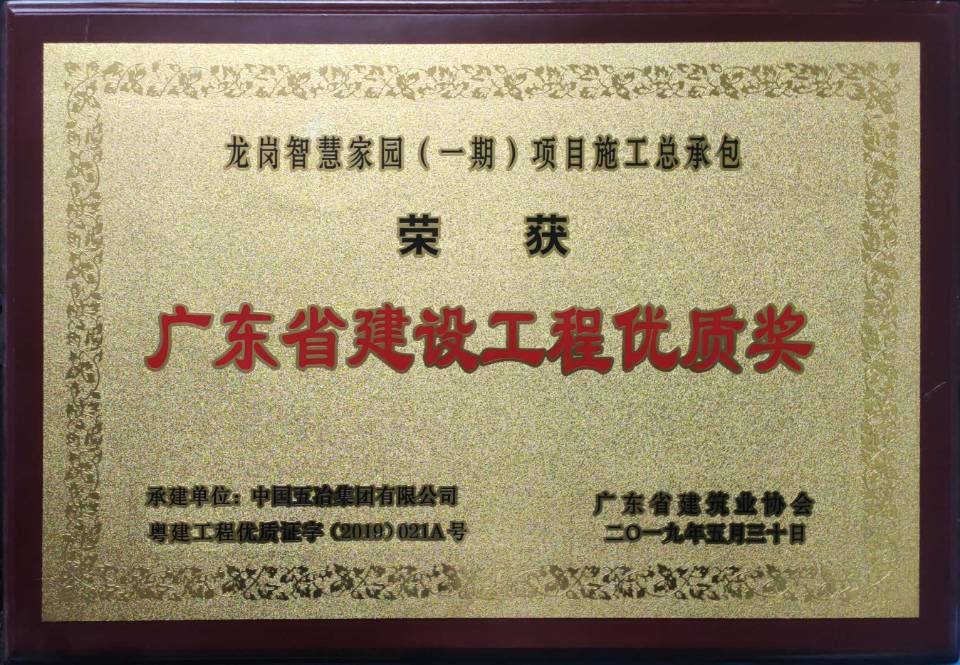 龙岗智慧家园（一期）项目施工总承包
荣 获
广东省建设工程优质奖
承建单位：中国五冶集团有限公司
粤建工程优质证字（2019）021A号
广东省建筑业协会
二〇一九年五月三十日